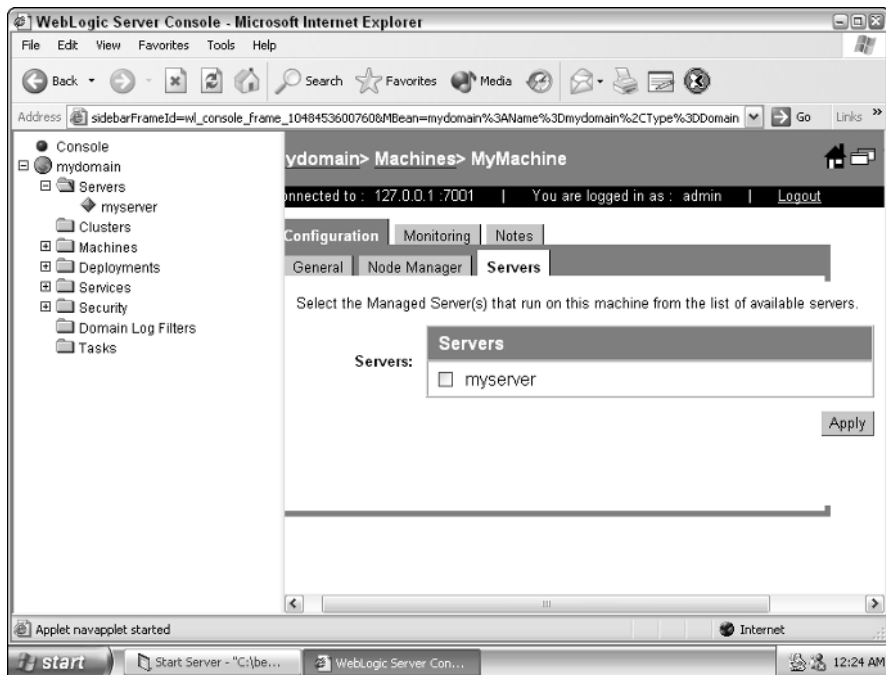 WebLogic Server Console - Microsoft Internet Explorer
File Edit View Favorites Tools Help
Back Search Favorites Media
Address sidebarFrameId=wl_console_frame_1048453600760&MBean=mydomain%3AName%3Dmydomain%2CType%3DDomain Go Links »
Console
mydomain
Servers
myserver
Clusters
Machines
Deployments
Services
Security
Domain Log Filters
Tasks
ydomain> Machines> MyMachine
onnected to : 127.0.0.1 :7001 | You are logged in as : admin | Logout
Configuration Monitoring Notes
General Node Manager Servers
Select the Managed Server(s) that run on this machine from the list of available servers.
Servers:
Servers
myserver
Apply
Applet navapplet started Internet
start Start Server - "C:\be... WebLogic Server Con... 12:24 AM